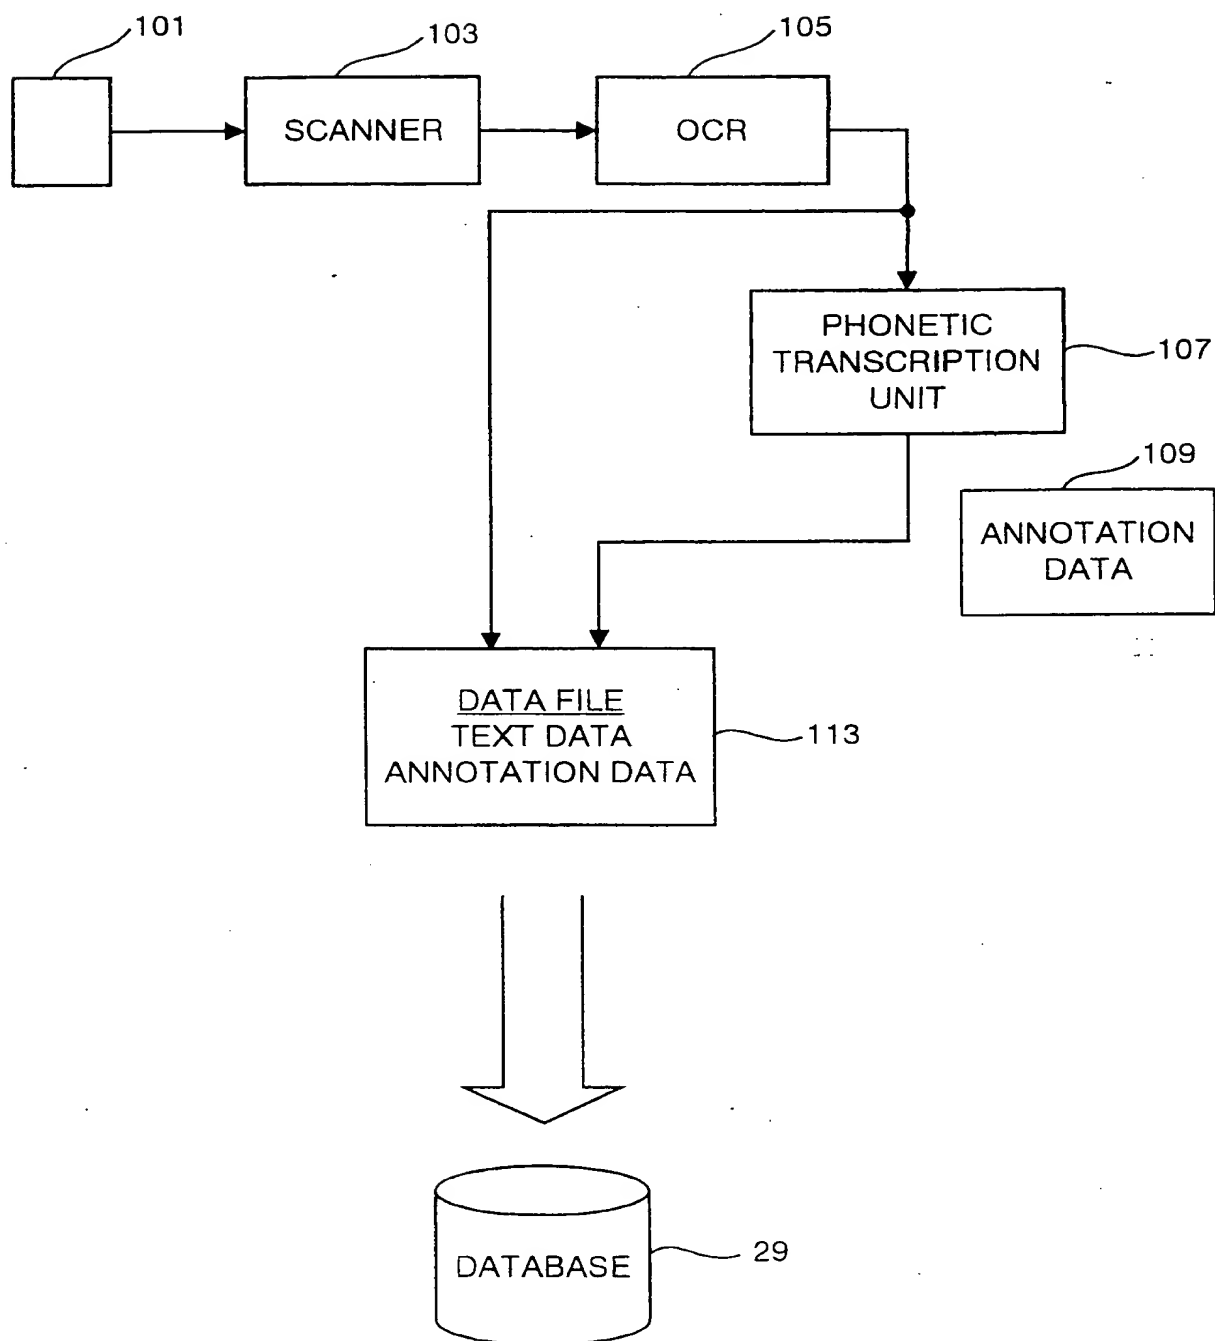 101
103
105
SCANNER
OCR
PHONETIC
TRANSCRIPTION
UNIT
107
109
ANNOTATION
DATA
DATA FILE
TEXT DATA
ANNOTATION DATA
113
DATABASE
29